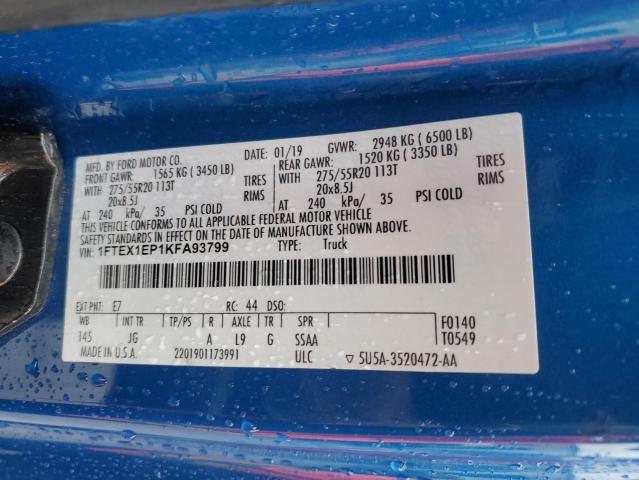 MFD. BY FORD MOTOR CO. DATE: 01/19 GVWR: 2948 KG ( 6500 LB)
FRONT GAWR: 1565 KG ( 3450 LB) REAR GAWR: 1520 KG ( 3350 LB)
WITH 275/55R20 113T TIRES WITH 275/55R20 113T TIRES
20x8.5J RIMS 20x8.5J RIMS
AT 240 kPa/ 35 PSI COLD AT 240 kPa/ 35 PSI COLD
THIS VEHICLE CONFORMS TO ALL APPLICABLE FEDERAL MOTOR VEHICLE
SAFETY STANDARDS IN EFFECT ON THE DATE OF MANUFACTURE SHOWN ABOVE.
VIN: 1FTEX1EP1KFA93799 TYPE: Truck
EXT PNT: E7 RC: 44 DSO: F0140
WB INT TR TP/PS R AXLE TR SPR T0549
145 JG A L9 G SSAA
MADE IN U.S.A. 2201901173991 ULC 5U5A-3520472-AA